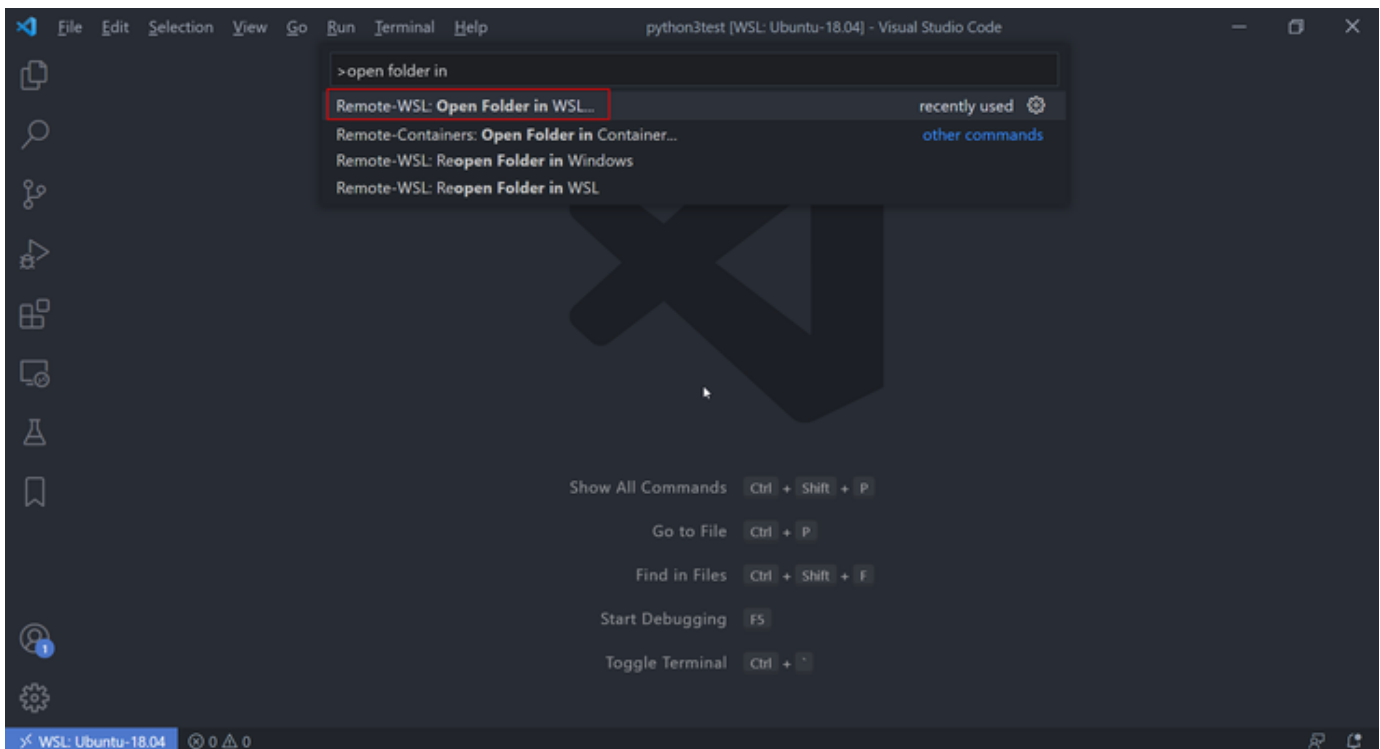 File Edit Selection View Go Run Terminal Help python3test [WSL: Ubuntu-18.04] - Visual Studio Code
>open folder in
Remote-WSL: Open Folder in WSL... recently used
Remote-Containers: Open Folder in Container... other commands
Remote-WSL: Reopen Folder in Windows
Remote-WSL: Reopen Folder in WSL
Show All Commands Ctrl + Shift + P
Go to File Ctrl + P
Find in Files Ctrl + Shift + F
Start Debugging F5
Toggle Terminal Ctrl + `
1
WSL: Ubuntu-18.04 0 0